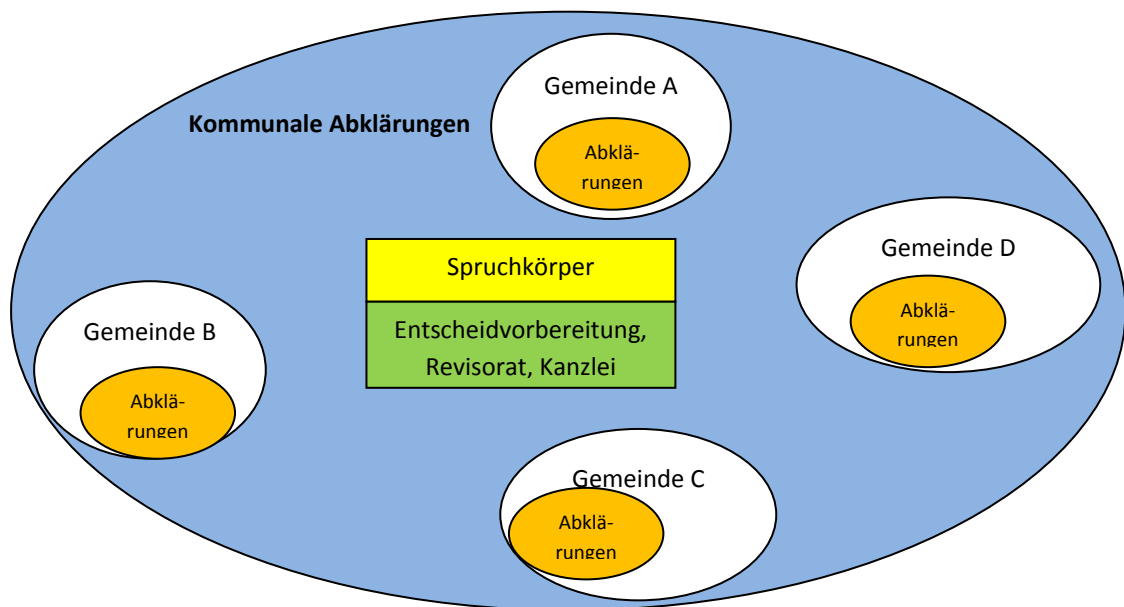 Gemeinde A
Kommunale Abklärungen
Abklä-
rungen
Spruchkörper
Entscheidvorbereitung,
Revisorat, Kanzlei
Gemeinde D
Abklä-
rungen
Gemeinde B
Abklä-
rungen
Gemeinde C
Abklä-
rungen